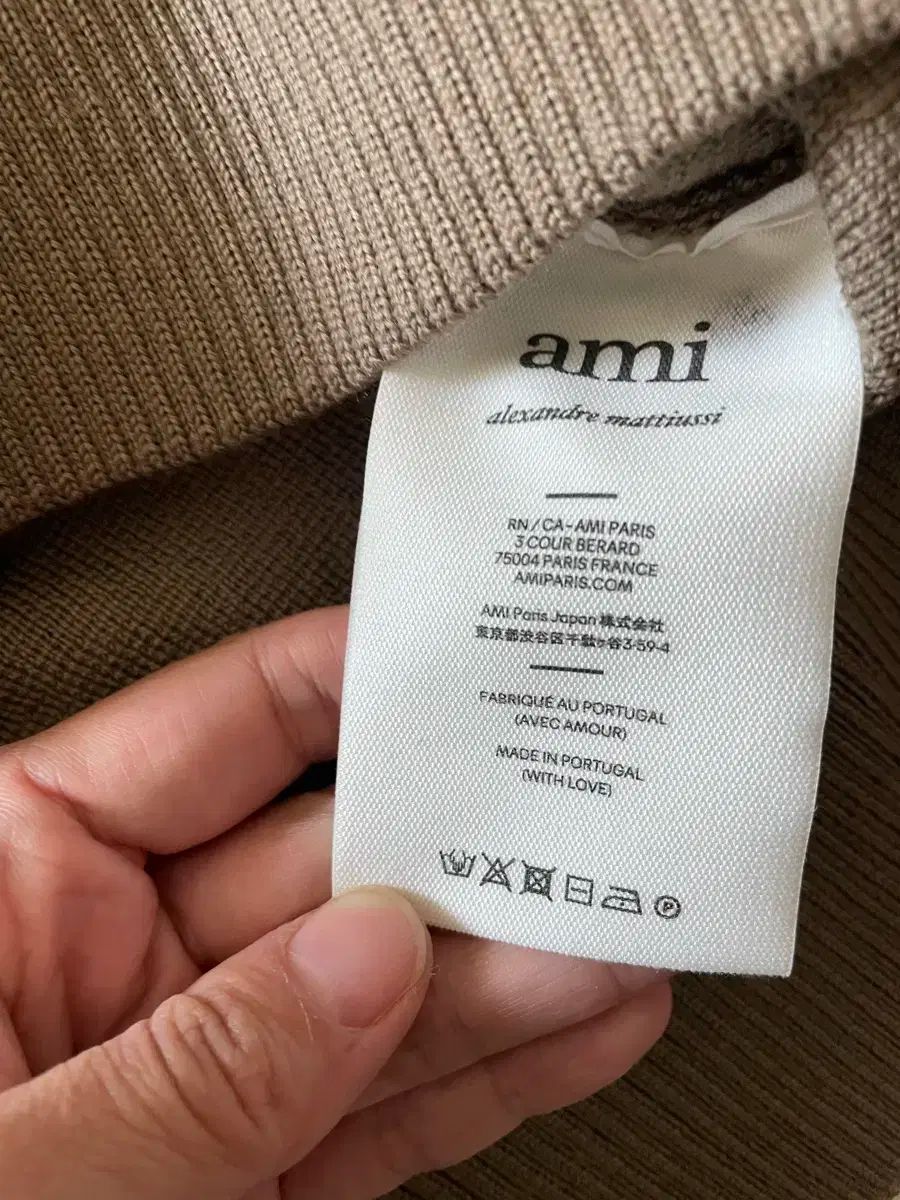 ami
alexandre mattiussi
RN / CA-AMI PARIS
3 COUR BERARD
75004 PARIS FRANCE
AMIPARIS.COM
AMI Paris Japan 株式会社
東京都渋谷区千駄ヶ谷3-59-4
FABRIQUÉ AU PORTUGAL
(AVEC AMOUR)
MADE IN PORTUGAL
(WITH LOVE)
P